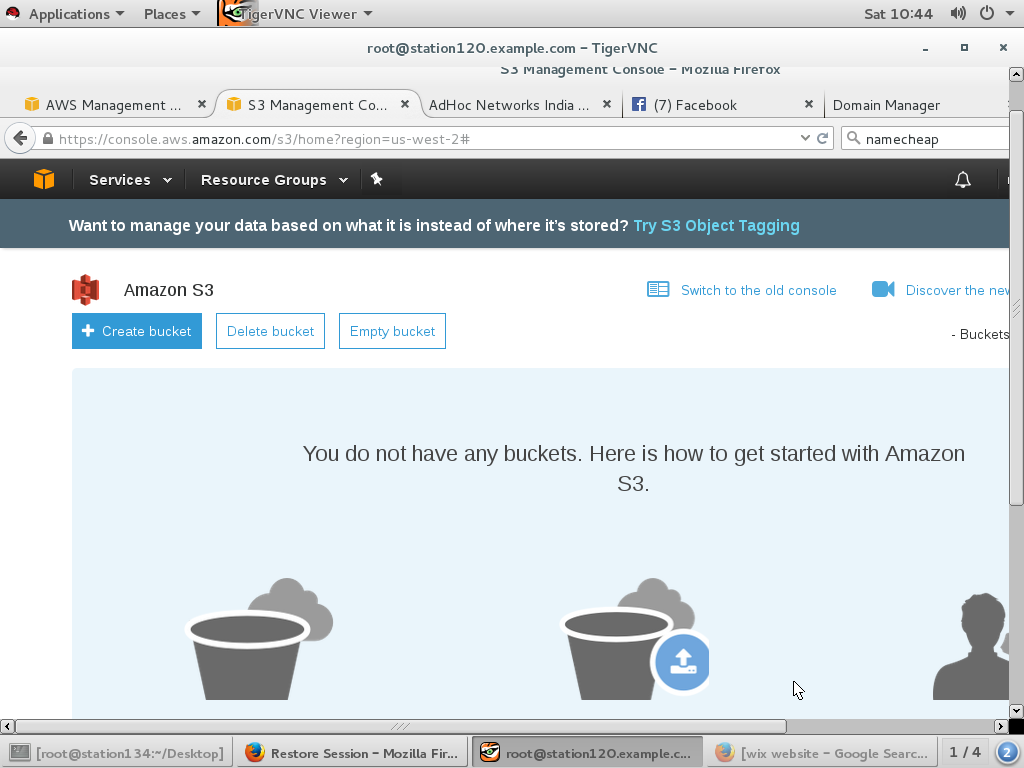 Applications Places TigerVNC Viewer Sat 10:44
root@station120.example.com – TigerVNC
S3 Management Console – Mozilla Firefox
AWS Management ... S3 Management Co... AdHoc Networks India ... (7) Facebook Domain Manager
https://console.aws.amazon.com/s3/home?region=us-west-2# namecheap
Services Resource Groups
Want to manage your data based on what it is instead of where it's stored? Try S3 Object Tagging
Amazon S3 Switch to the old console Discover the new
+ Create bucket Delete bucket Empty bucket - Buckets
You do not have any buckets. Here is how to get started with Amazon
S3.
[root@station134:~/Desktop] Restore Session – Mozilla Fir... root@station120.example.c... [wix website – Google Searc... 1 / 4 2